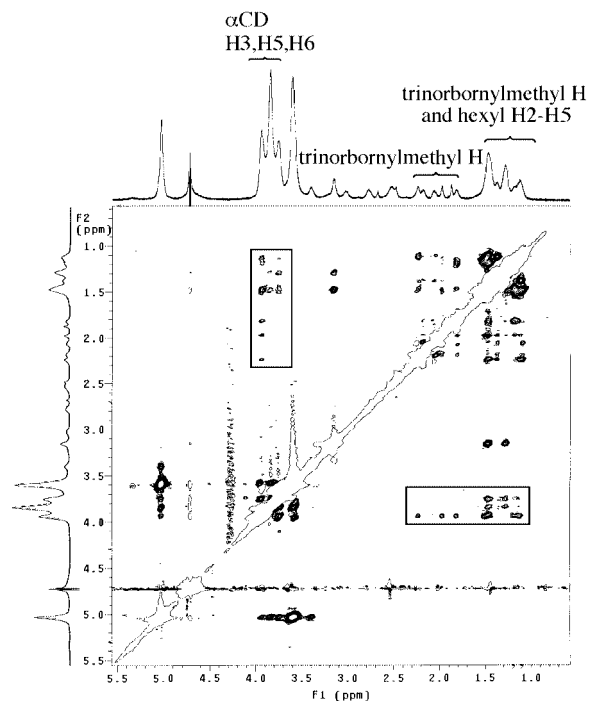 αCD
H3,H5,H6
trinorbornylmethyl H
and hexyl H2-H5
trinorbornylmethyl H
F2
(ppm)
1.0
1.5
2.0
2.5
3.0
3.5
4.0
4.5
5.0
5.5
5.5 5.0 4.5 4.0 3.5 3.0 2.5 2.0 1.5 1.0
F1 (ppm)